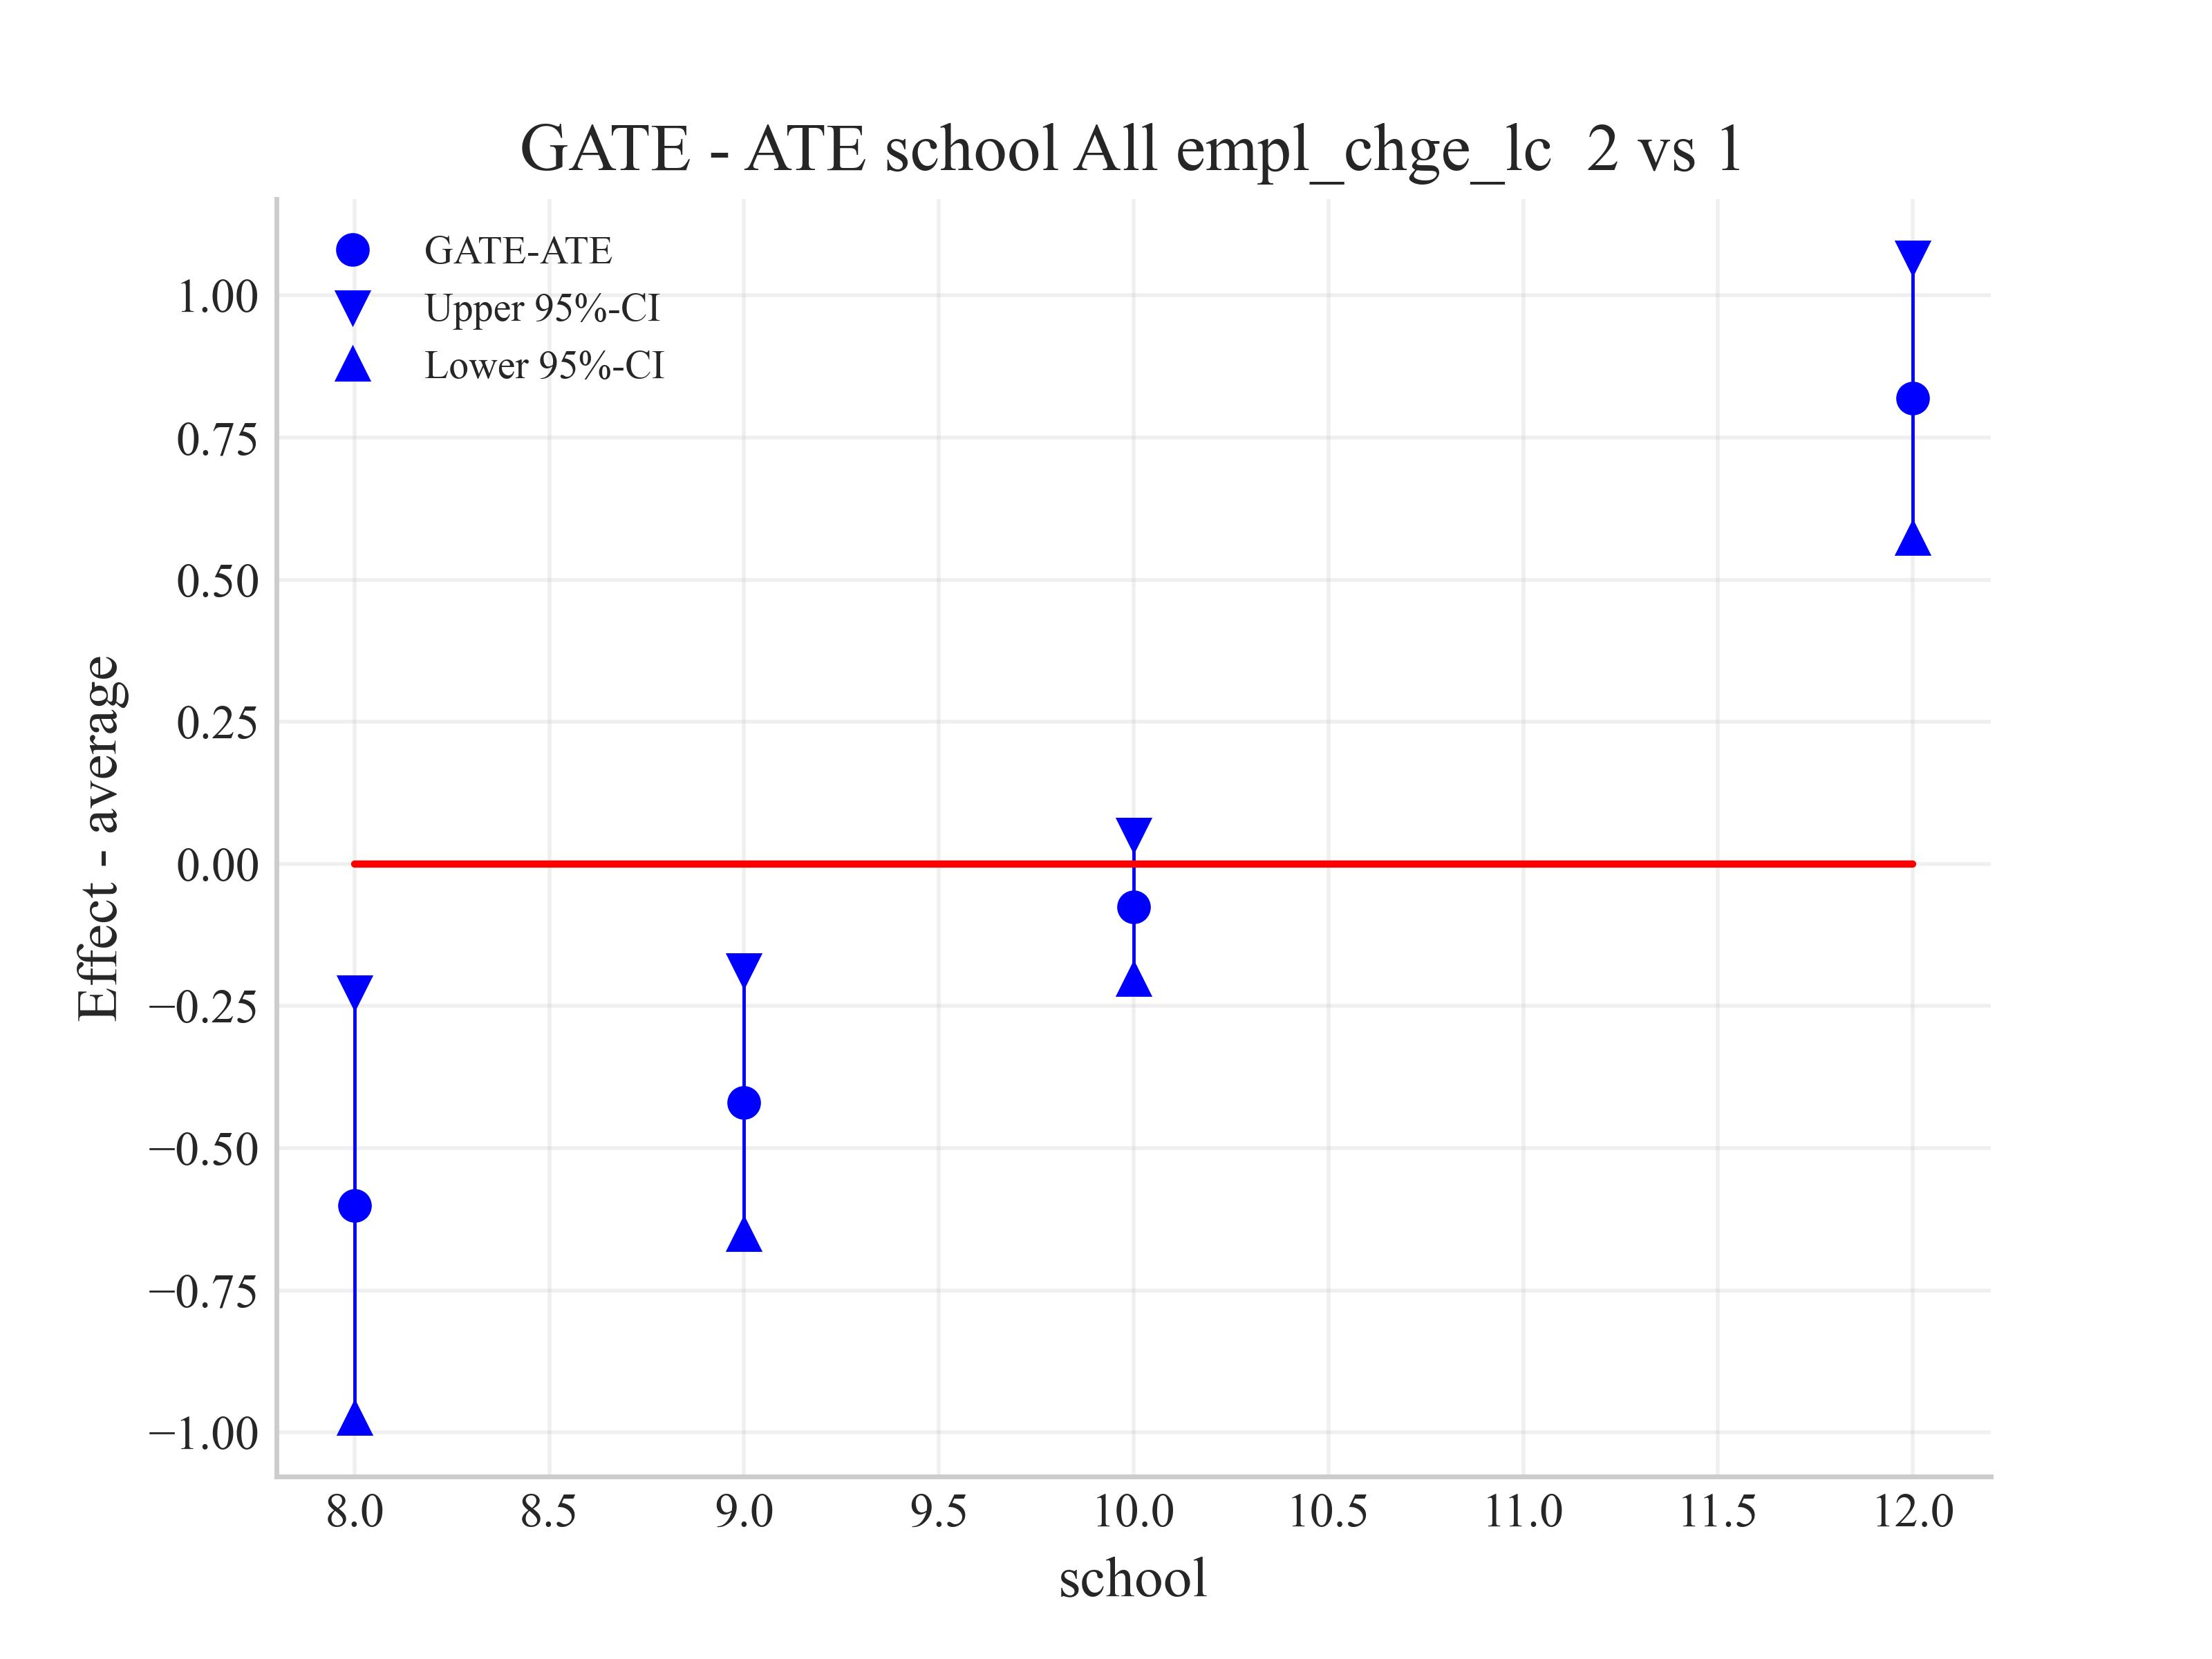 GATE - ATE school All empl_chge_lc  2 vs 1
GATE-ATE
Upper 95%-CI
Lower 95%-CI
1.00
0.75
0.50
0.25
0.00
−0.25
−0.50
−0.75
−1.00
Effect - average
8.0 8.5 9.0 9.5 10.0 10.5 11.0 11.5 12.0
school